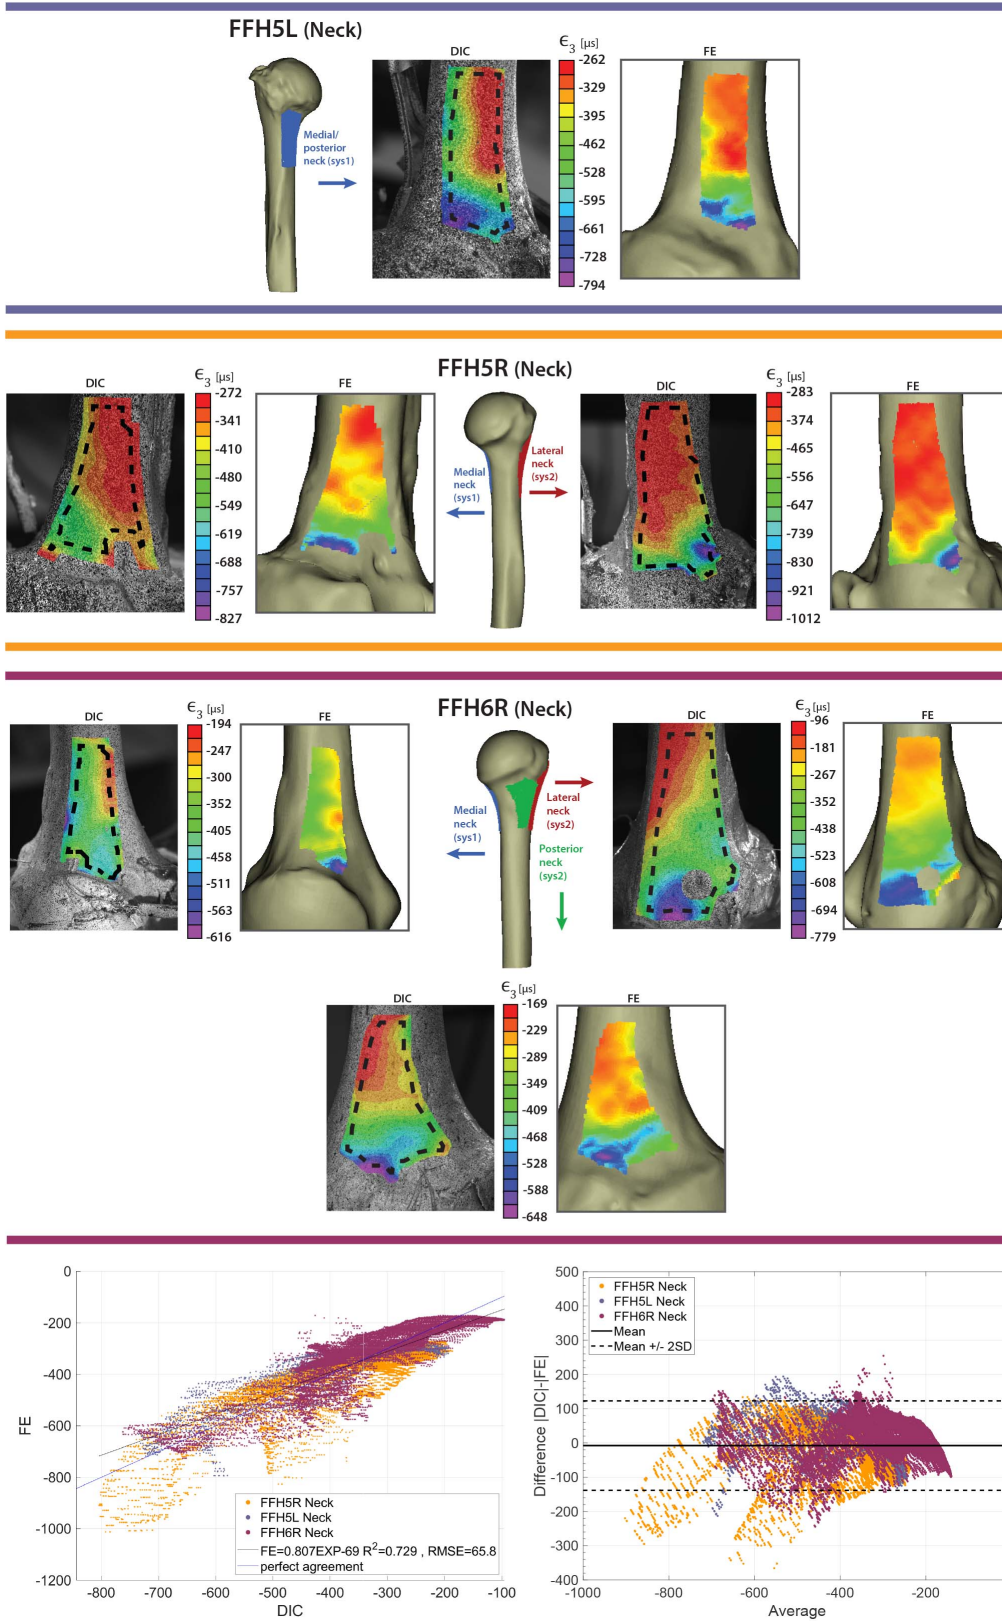 FFH5L (Neck)
DIC
ϵ3 [µs]
FE
Medial/
posterior
neck (sys1)
-262
-329
-395
-462
-528
-595
-661
-728
-794
FFH5R (Neck)
DIC
ϵ3 [µs]
FE
-272
-341
-410
-480
-549
-619
-688
-757
-827
Medial
neck
(sys1)
Lateral
neck
(sys2)
DIC
ϵ3 [µs]
FE
-283
-374
-465
-556
-647
-739
-830
-921
-1012
FFH6R (Neck)
DIC
ϵ3 [µs]
FE
-194
-247
-300
-352
-405
-458
-511
-563
-616
Medial
neck
(sys1)
Lateral
neck
(sys2)
Posterior
neck
(sys2)
DIC
ϵ3 [µs]
FE
-96
-181
-267
-352
-438
-523
-608
-694
-779
DIC
ϵ3 [µs]
FE
-169
-229
-289
-349
-409
-468
-528
-588
-648
0
-200
-400
-600
-800
-1000
-1200
FE
-800
-700
-600
-500
-400
-300
-200
-100
DIC
FFH5R Neck
FFH5L Neck
FFH6R Neck
FE=0.807EXP-69 R2=0.729 , RMSE=65.8
perfect agreement
500
400
300
200
100
0
-100
-200
-300
-400
Difference |DIC|-|FE|
-1000
-800
-600
-400
-200
Average
FFH5R Neck
FFH5L Neck
FFH6R Neck
Mean
Mean +/- 2SD